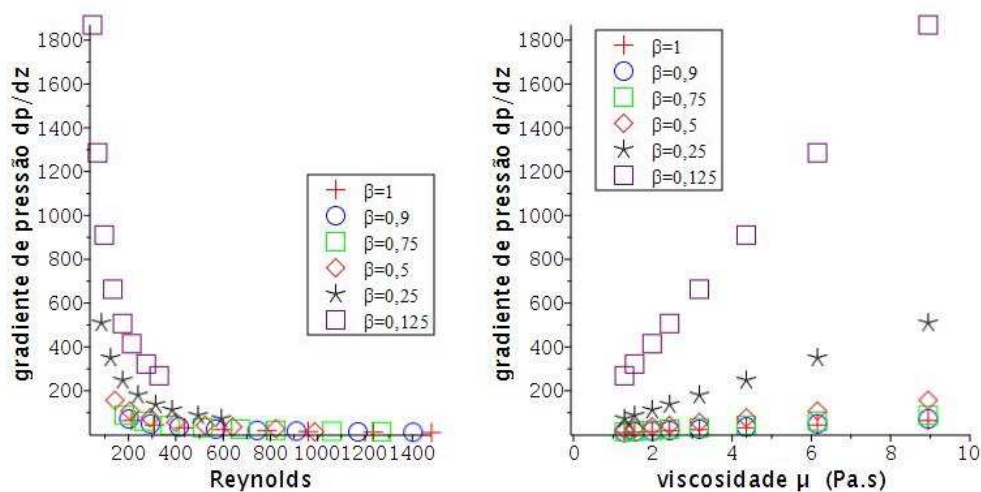 gradiente de pressão dp/dz
1800
1600
1400
1200
1000
800
600
400
200
200 400 600 800 1000 1200 1400
Reynolds
β=1
β=0,9
β=0,75
β=0,5
β=0,25
β=0,125
gradiente de pressão dp/dz
1800
1600
1400
1200
1000
800
600
400
200
0 2 4 6 8 10
viscosidade μ (Pa.s)
β=1
β=0,9
β=0,75
β=0,5
β=0,25
β=0,125